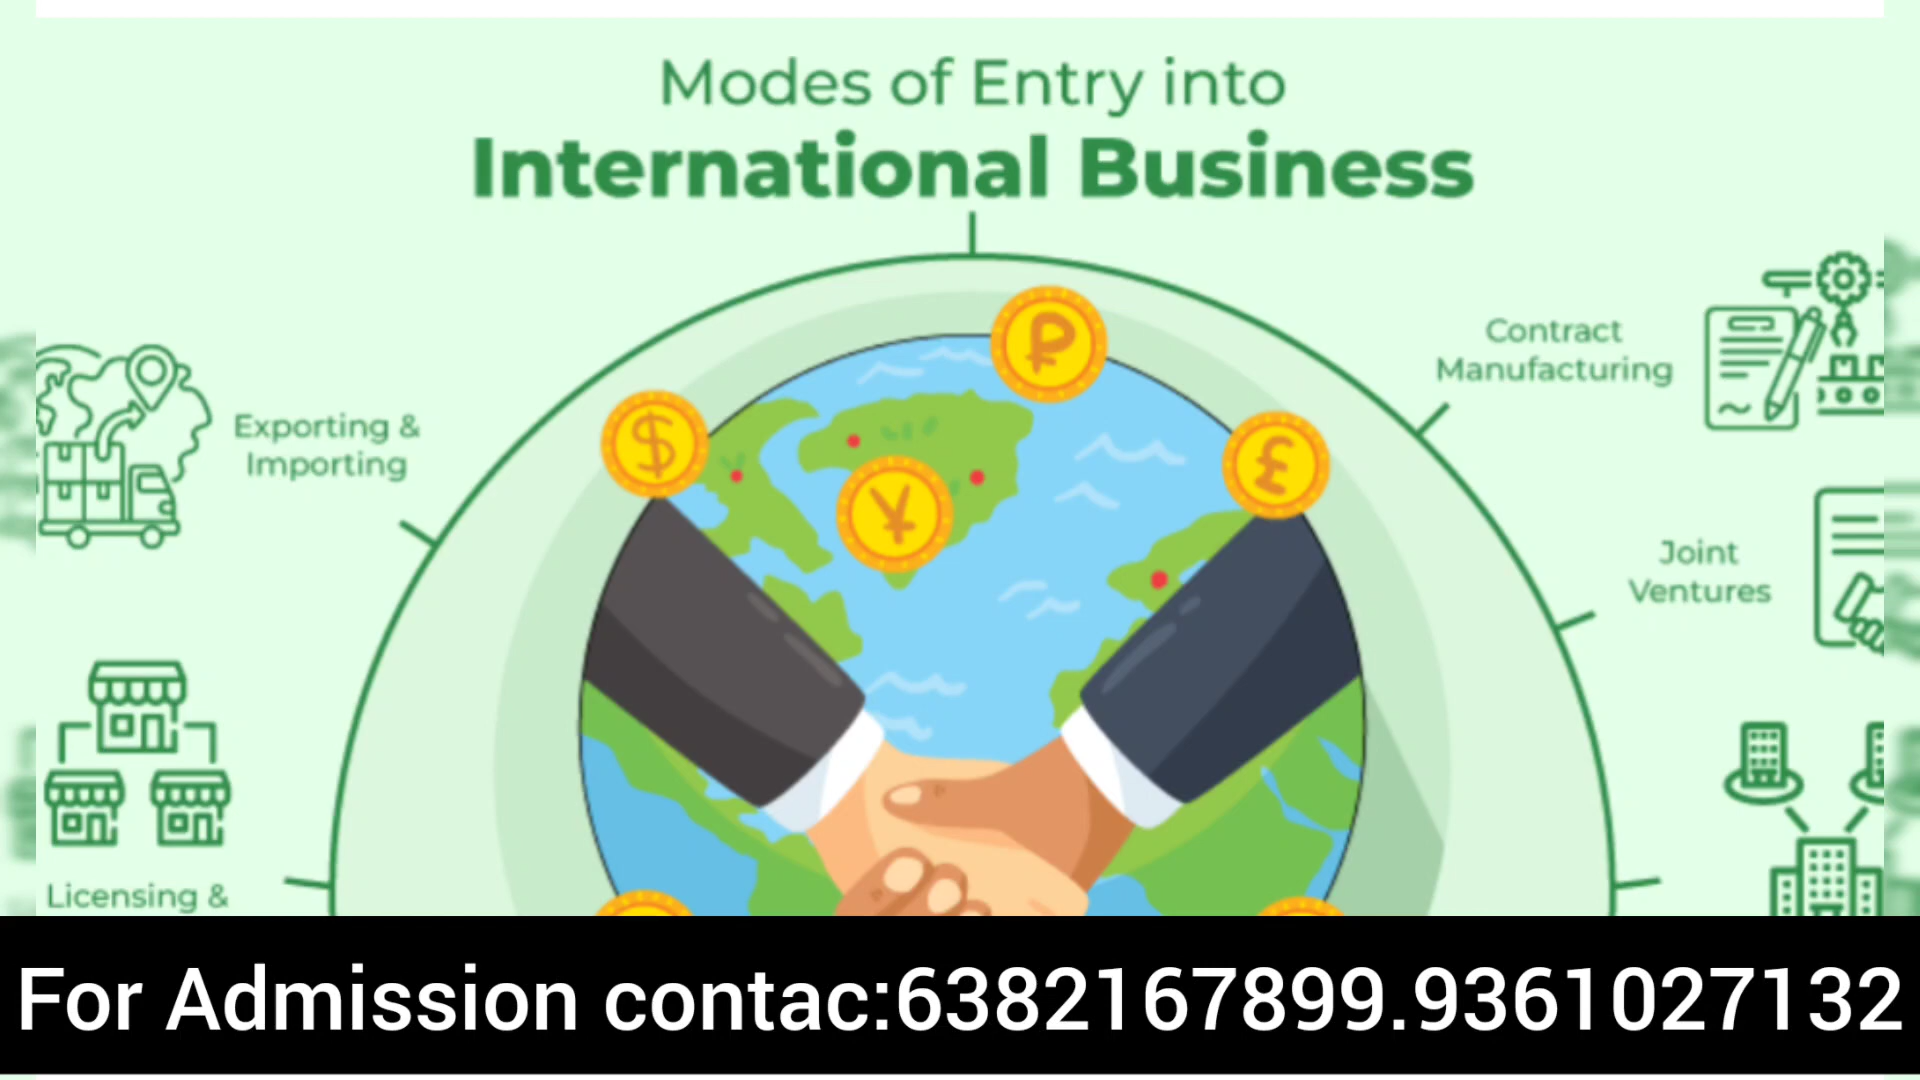 Modes of Entry into
International Business
Exporting &
Importing
Licensing &
Contract
Manufacturing
Joint
Ventures
For Admission contac:6382167899.9361027132